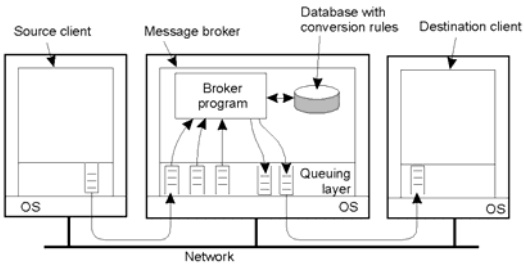 Source client
Message broker
Database with
conversion rules
Destination client
Broker
program
Queuing
layer
OS
OS
OS
Network